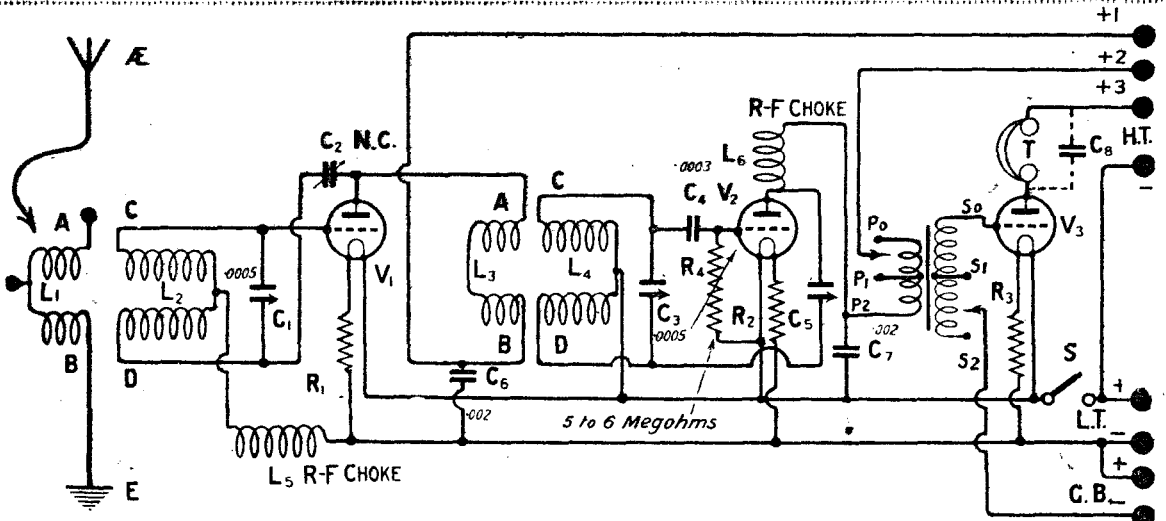 +1
Æ
+2
+3
R-F CHOKE
C2 N.C.
H.T.
T
C8
L6
.0003
–
A
C
A
C
C4
V2
P0
S0
V3
V1
.0005
L1
L2
C1
L3
L4
R4
P1
S1
R3
C3
.0005
R2
C5
P2
.002
B
D
B
D
C7
S2
S
R1
C6
+
.002
5 to 6 Megohms
L.T.
–
L5 R-F CHOKE
+
E
G.B.
–